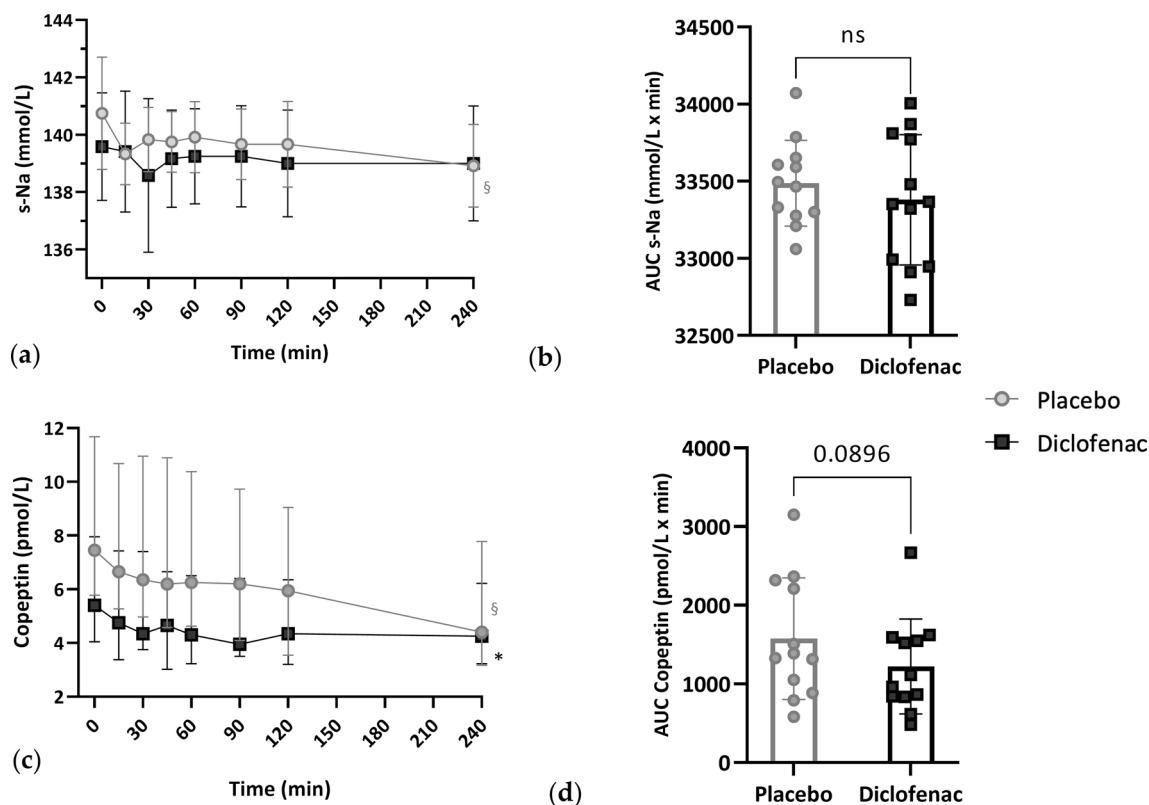 144
142
140
138
136
s-Na (mmol/L)
§
0 30 60 90 120 150 180 210 240
Time (min)
(a)
34500
34000
33500
33000
32500
AUC s-Na (mmol/L x min)
ns
Placebo Diclofenac
(b)
Placebo
Diclofenac
12
10
8
6
4
2
Copeptin (pmol/L)
§
*
0 30 60 90 120 150 180 210 240
Time (min)
(c)
4000
3000
2000
1000
0
AUC Copeptin (pmol/L x min)
0.0896
Placebo Diclofenac
(d)